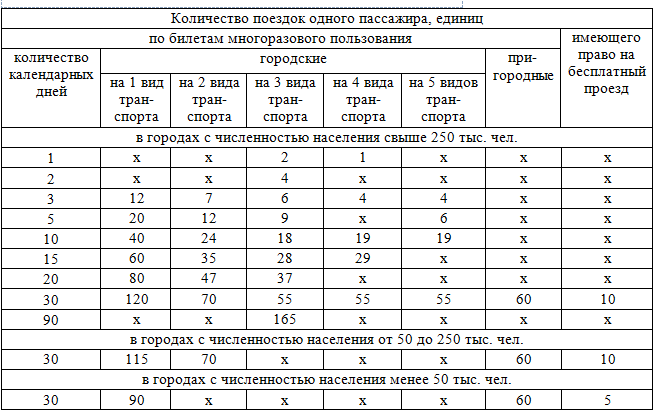 Количество поездок одного пассажира, единиц
количество календарных дней
по билетам многоразового пользования
имеющего право на бесплатный проезд
городские
при-
городные
на 1 вид тран-
спорта
на 2 вида тран-
спорта
на 3 вида тран-
спорта
на 4 вида тран-
спорта
на 5 видов тран-
спорта
в городах с численностью населения свыше 250 тыс. чел.
1 х х 2 1 х х х
2 х х 4 х х х х
3 12 7 6 4 4 х х
5 20 12 9 х 6 х х
10 40 24 18 19 19 х х
15 60 35 28 29 х х х
20 80 47 37 х х х х
30 120 70 55 55 55 60 10
90 х х 165 х х х х
в городах с численностью населения от 50 до 250 тыс. чел.
30 115 70 х х х 60 10
в городах с численностью населения менее 50 тыс. чел.
30 90 х х х х 60 5